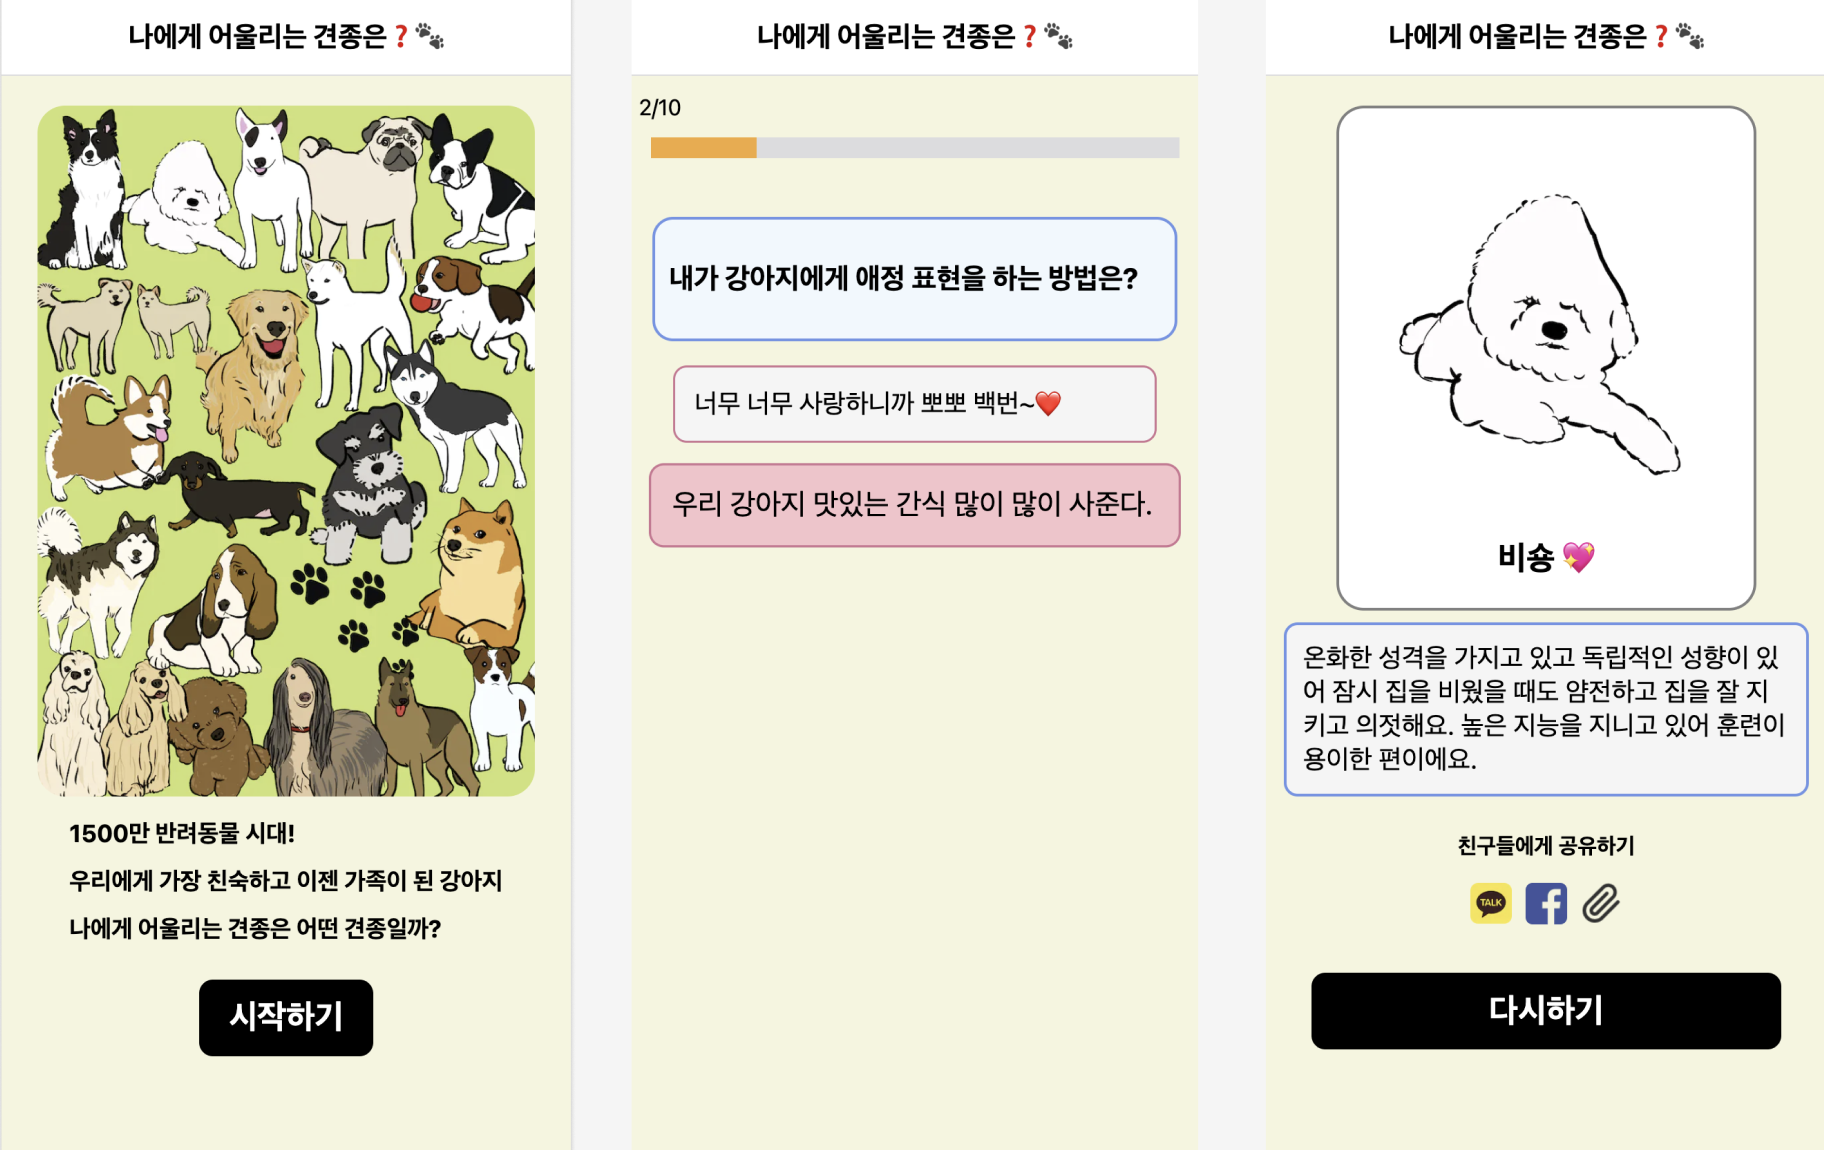 나에게 어울리는 견종은❓🐾
1500만 반려동물 시대!
우리에게 가장 친숙하고 이젠 가족이 된 강아지
나에게 어울리는 견종은 어떤 견종일까?
시작하기
나에게 어울리는 견종은❓🐾
2/10
내가 강아지에게 애정 표현을 하는 방법은?
너무 너무 사랑하니까 뽀뽀 백번~❤️
우리 강아지 맛있는 간식 많이 많이 사준다.
나에게 어울리는 견종은❓🐾
비숑 💖
온화한 성격을 가지고 있고 독립적인 성향이 있
어 잠시 집을 비웠을 때도 얌전하고 집을 잘 지
키고 의젓해요. 높은 지능을 지니고 있어 훈련이
용이한 편이에요.
친구들에게 공유하기
TALK
다시하기